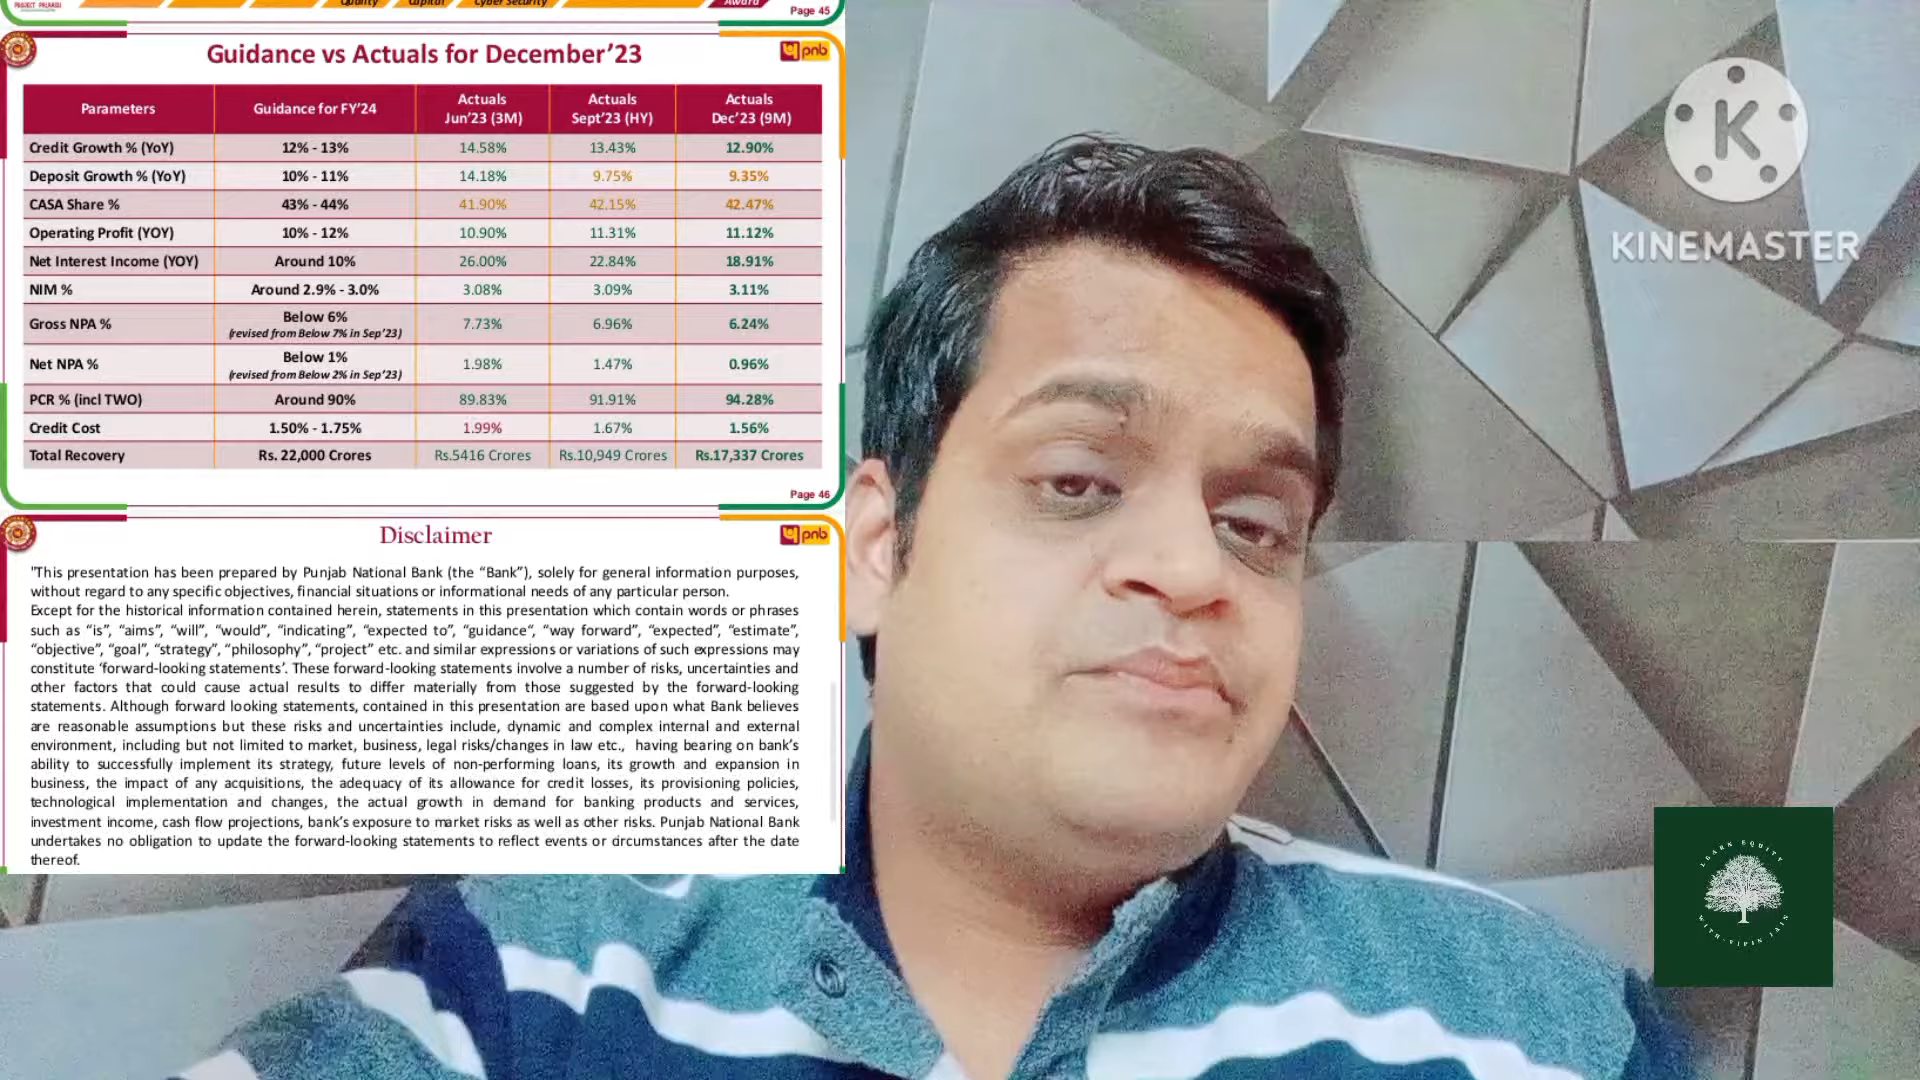 PROJECT PALAASH
Quality
Capital
Cyber Security
Award
Page 45
Guidance vs Actuals for December’23
pnb
Parameters Guidance for FY’24 Actuals Jun’23 (3M) Actuals Sept’23 (HY) Actuals Dec’23 (9M)
Credit Growth % (YoY) 12% - 13% 14.58% 13.43% 12.90%
Deposit Growth % (YoY) 10% - 11% 14.18% 9.75% 9.35%
CASA Share % 43% - 44% 41.90% 42.15% 42.47%
Operating Profit (YOY) 10% - 12% 10.90% 11.31% 11.12%
Net Interest Income (YOY) Around 10% 26.00% 22.84% 18.91%
NIM % Around 2.9% - 3.0% 3.08% 3.09% 3.11%
Gross NPA % Below 6% (revised from Below 7% in Sep’23) 7.73% 6.96% 6.24%
Net NPA % Below 1% (revised from Below 2% in Sep’23) 1.98% 1.47% 0.96%
PCR % (incl TWO) Around 90% 89.83% 91.91% 94.28%
Credit Cost 1.50% - 1.75% 1.99% 1.67% 1.56%
Total Recovery Rs. 22,000 Crores Rs.5416 Crores Rs.10,949 Crores Rs.17,337 Crores
Page 46
Disclaimer
pnb
"This presentation has been prepared by Punjab National Bank (the “Bank”), solely for general information purposes,
without regard to any specific objectives, financial situations or informational needs of any particular person.
Except for the historical information contained herein, statements in this presentation which contain words or phrases
such as “is”, “aims”, “will”, “would”, “indicating”, “expected to”, “guidance“, “way forward”, “expected”, “estimate”,
“objective”, “goal”, “strategy”, “philosophy”, “project” etc. and similar expressions or variations of such expressions may
constitute ‘forward-looking statements’. These forward-looking statements involve a number of risks, uncertainties and
other factors that could cause actual results to differ materially from those suggested by the forward-looking
statements. Although forward looking statements, contained in this presentation are based upon what Bank believes
are reasonable assumptions but these risks and uncertainties include, dynamic and complex internal and external
environment, including but not limited to market, business, legal risks/changes in law etc., having bearing on bank’s
ability to successfully implement its strategy, future levels of non-performing loans, its growth and expansion in
business, the impact of any acquisitions, the adequacy of its allowance for credit losses, its provisioning policies,
technological implementation and changes, the actual growth in demand for banking products and services,
investment income, cash flow projections, bank’s exposure to market risks as well as other risks. Punjab National Bank
undertakes no obligation to update the forward-looking statements to reflect events or circumstances after the date
thereof.
K
KINEMASTER
LEARN EQUITY
WITH-VIPIN JAIN